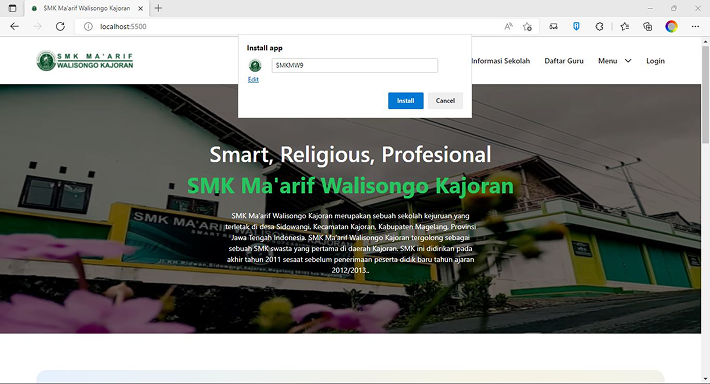 SMK Ma'arif Walisongo Kajoran
localhost:5500
Install app
SMKMW9
Edit
Install
Cancel
SMK MA'ARIF
WALISONGO KAJORAN
Informasi Sekolah
Daftar Guru
Menu
Login
Smart, Religious, Profesional
SMK Ma'arif Walisongo Kajoran
SMK Ma'arif Walisongo Kajoran merupakan sebuah sekolah kejuruan yang
terletak di desa Sidowangi, Kecamatan Kajoran, Kabupaten Magelang, Provinsi
Jawa Tengah Indonesia. SMK Ma'arif Walisongo Kajoran tergolong sebagai
sebuah SMK swasta yang pertama di daerah Kajoran. SMK ini didirikan pada
akhir tahun 2011 sesaat sebelum penerimaan peserta didik baru tahun ajaran
2012/2013..
SMK MA'ARIF